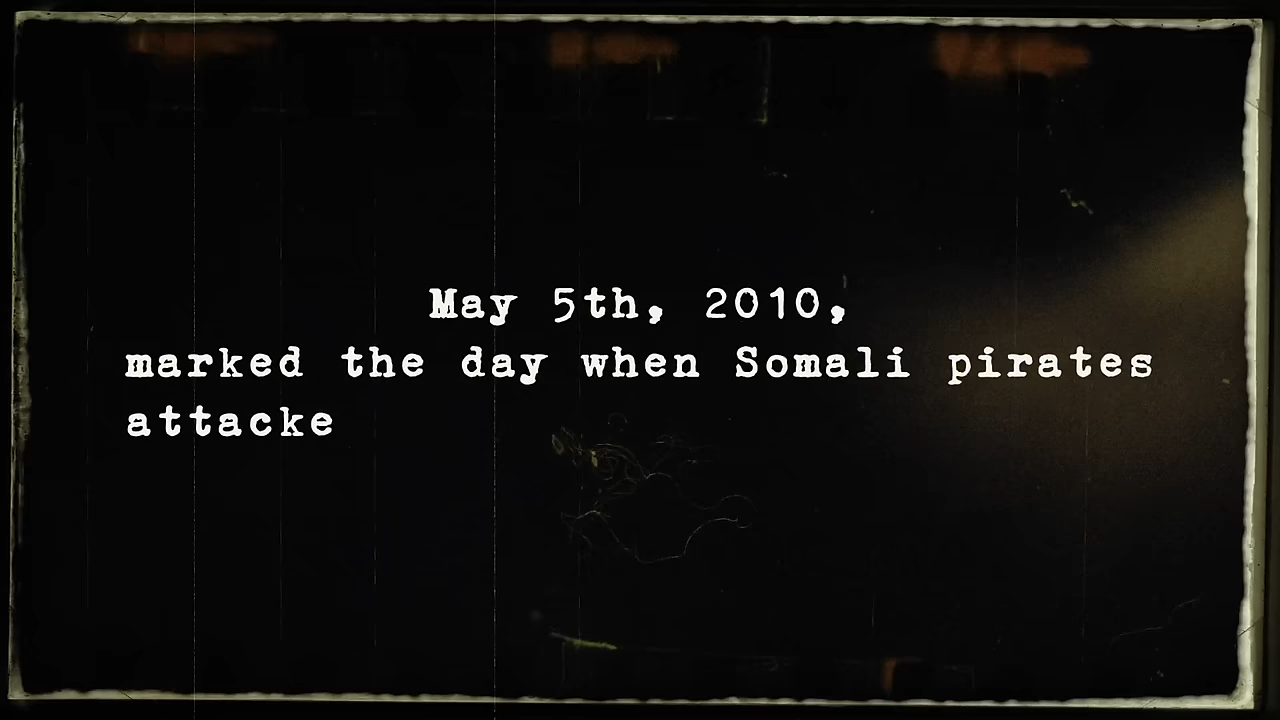 May 5th, 2010,
marked the day when Somali pirates
attacke